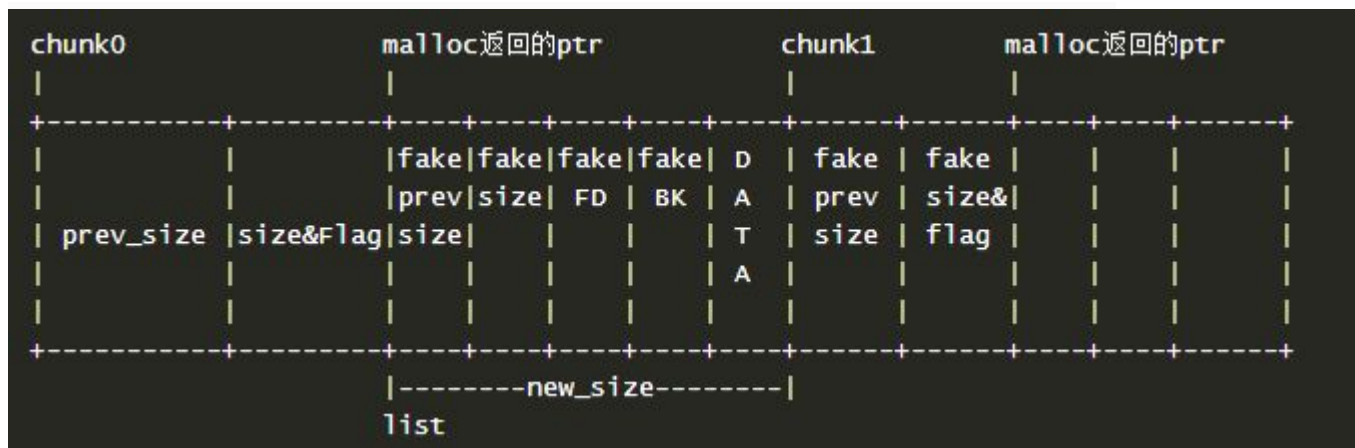 chunk0 malloc返回的ptr chunk1 malloc返回的ptr
| | | |
+-----------+---------+----+----+----+----+----+------+------+----+----+------+
| | |fake|fake|fake|fake| D | fake | fake | | | |
| | |prev|size| FD | BK | A | prev | size&| | | |
| prev_size |size&Flag|size| | | | T | size | flag | | | |
| | | | | | | A | | | | | |
| | | | | | | | | | | | |
+-----------+---------+----+----+----+----+----+------+------+----+----+------+
|--------new_size--------|
list